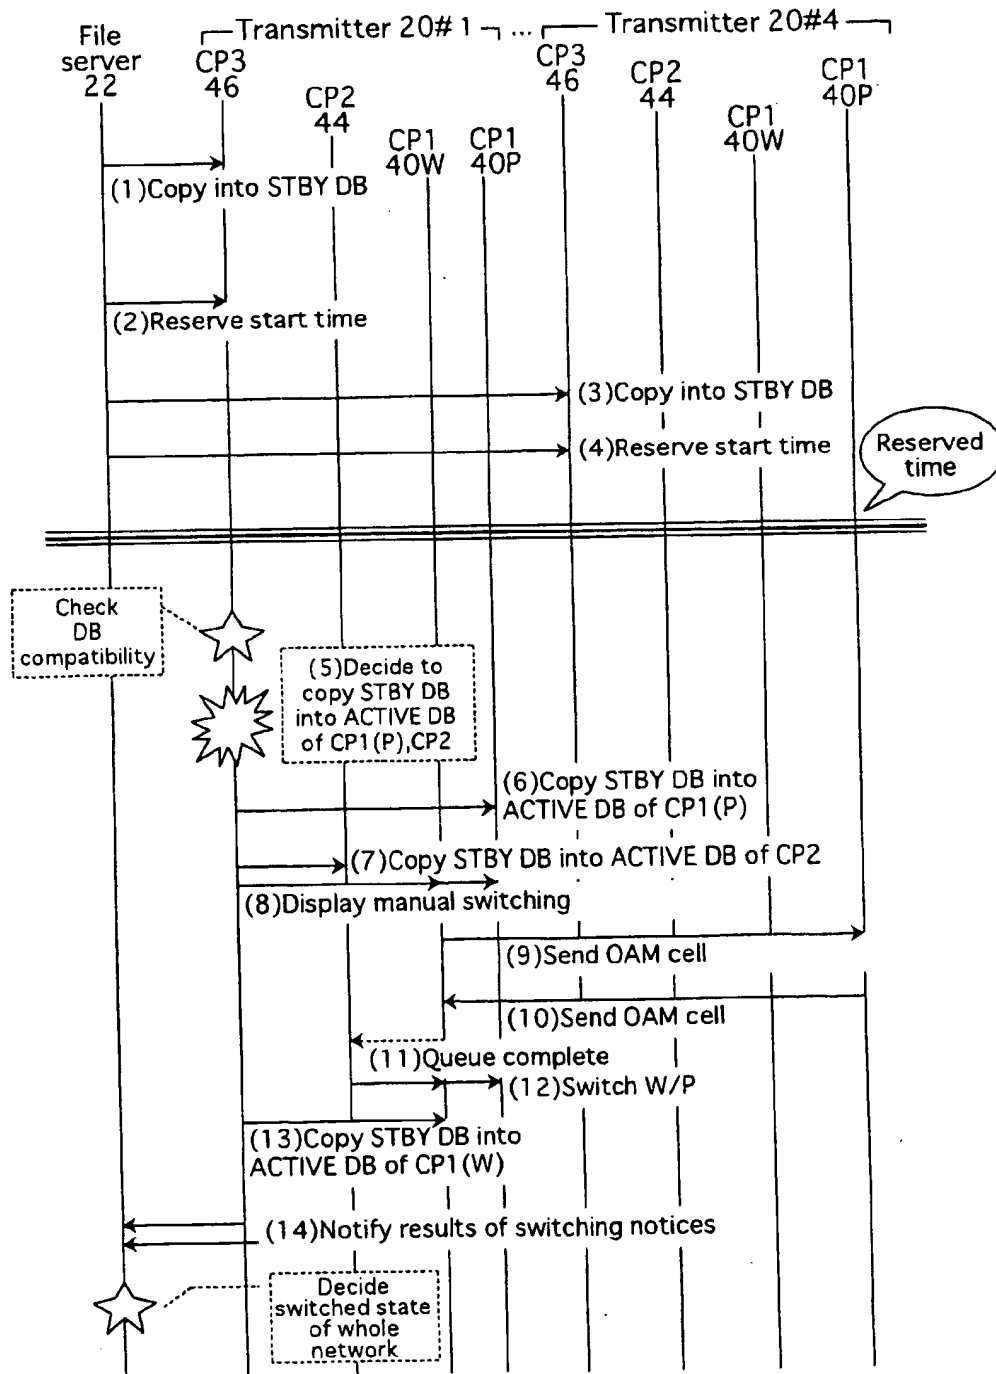 File
server
22
Transmitter 20# 1
CP3
46
CP2
44
CP1
40W
CP1
40P
...
Transmitter 20#4
CP3
46
CP2
44
CP1
40W
CP1
40P
(1)Copy into STBY DB
(2)Reserve start time
(3)Copy into STBY DB
(4)Reserve start time
Reserved
time
Check
DB
compatibility
(5)Decide to
copy STBY DB
into ACTIVE DB
of CP1(P),CP2
(6)Copy STBY DB into
ACTIVE DB of CP1(P)
(7)Copy STBY DB into ACTIVE DB of CP2
(8)Display manual switching
(9)Send OAM cell
(10)Send OAM cell
(11)Queue complete
(12)Switch W/P
(13)Copy STBY DB into
ACTIVE DB of CP1(W)
(14)Notify results of switching notices
Decide
switched state
of whole
network